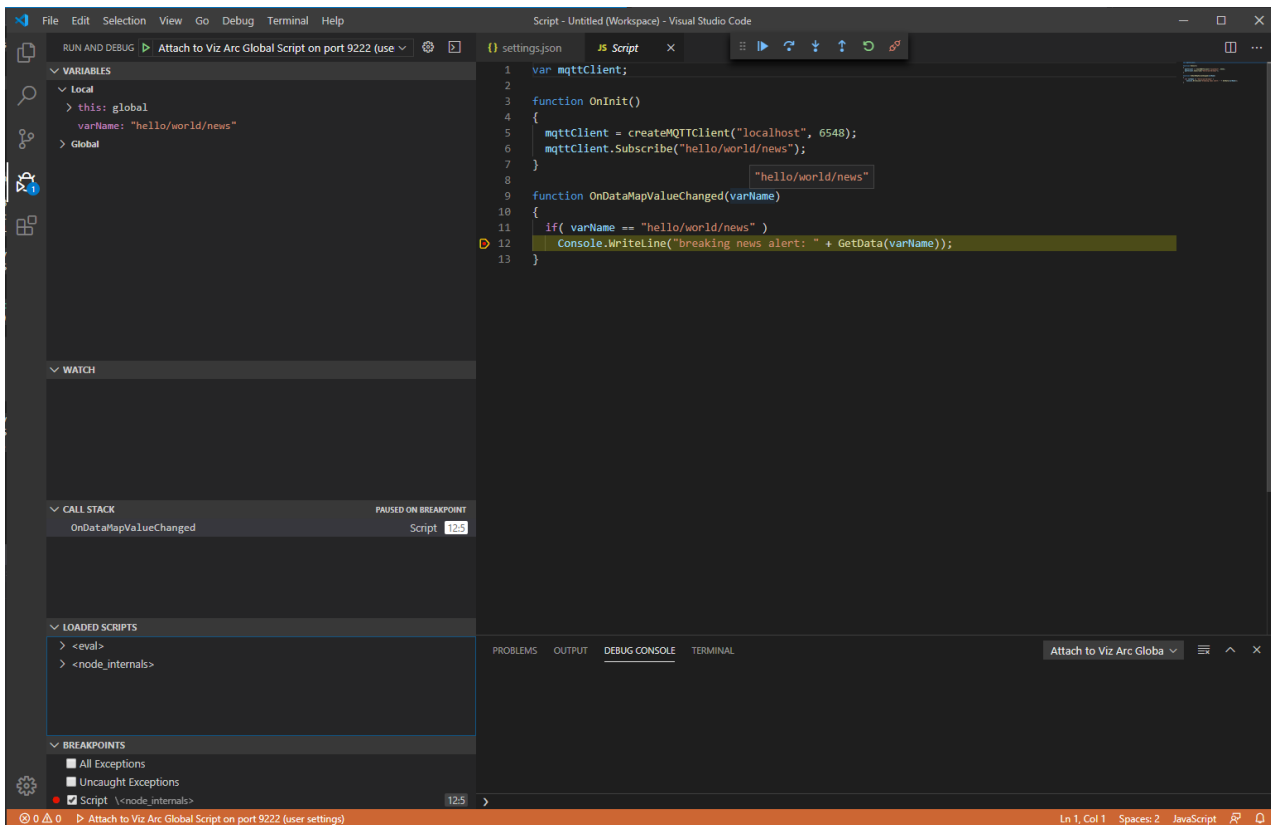 File Edit Selection View Go Debug Terminal Help
Script - Untitled (Workspace) - Visual Studio Code
RUN AND DEBUG Attach to Viz Arc Global Script on port 9222 (use
VARIABLES
Local
this: global
varName: "hello/world/news"
Global
WATCH
CALL STACK PAUSED ON BREAKPOINT
OnDataMapValueChanged Script 12:5
LOADED SCRIPTS
<eval>
<node_internals>
BREAKPOINTS
All Exceptions
Uncaught Exceptions
Script \<node_internals> 12:5
1
{} settings.json JS Script
1 var mqttClient;
2
3 function OnInit()
4 {
5 mqttClient = createMQTTClient("localhost", 6548);
6 mqttClient.Subscribe("hello/world/news");
7 }
"hello/world/news"
8
9 function OnDataMapValueChanged(varName)
10 {
11 if( varName == "hello/world/news" )
12 Console.WriteLine("breaking news alert: " + GetData(varName));
13 }
PROBLEMS OUTPUT DEBUG CONSOLE TERMINAL Attach to Viz Arc Globa
0 0 Attach to Viz Arc Global Script on port 9222 (user settings) Ln 1, Col 1 Spaces: 2 JavaScript